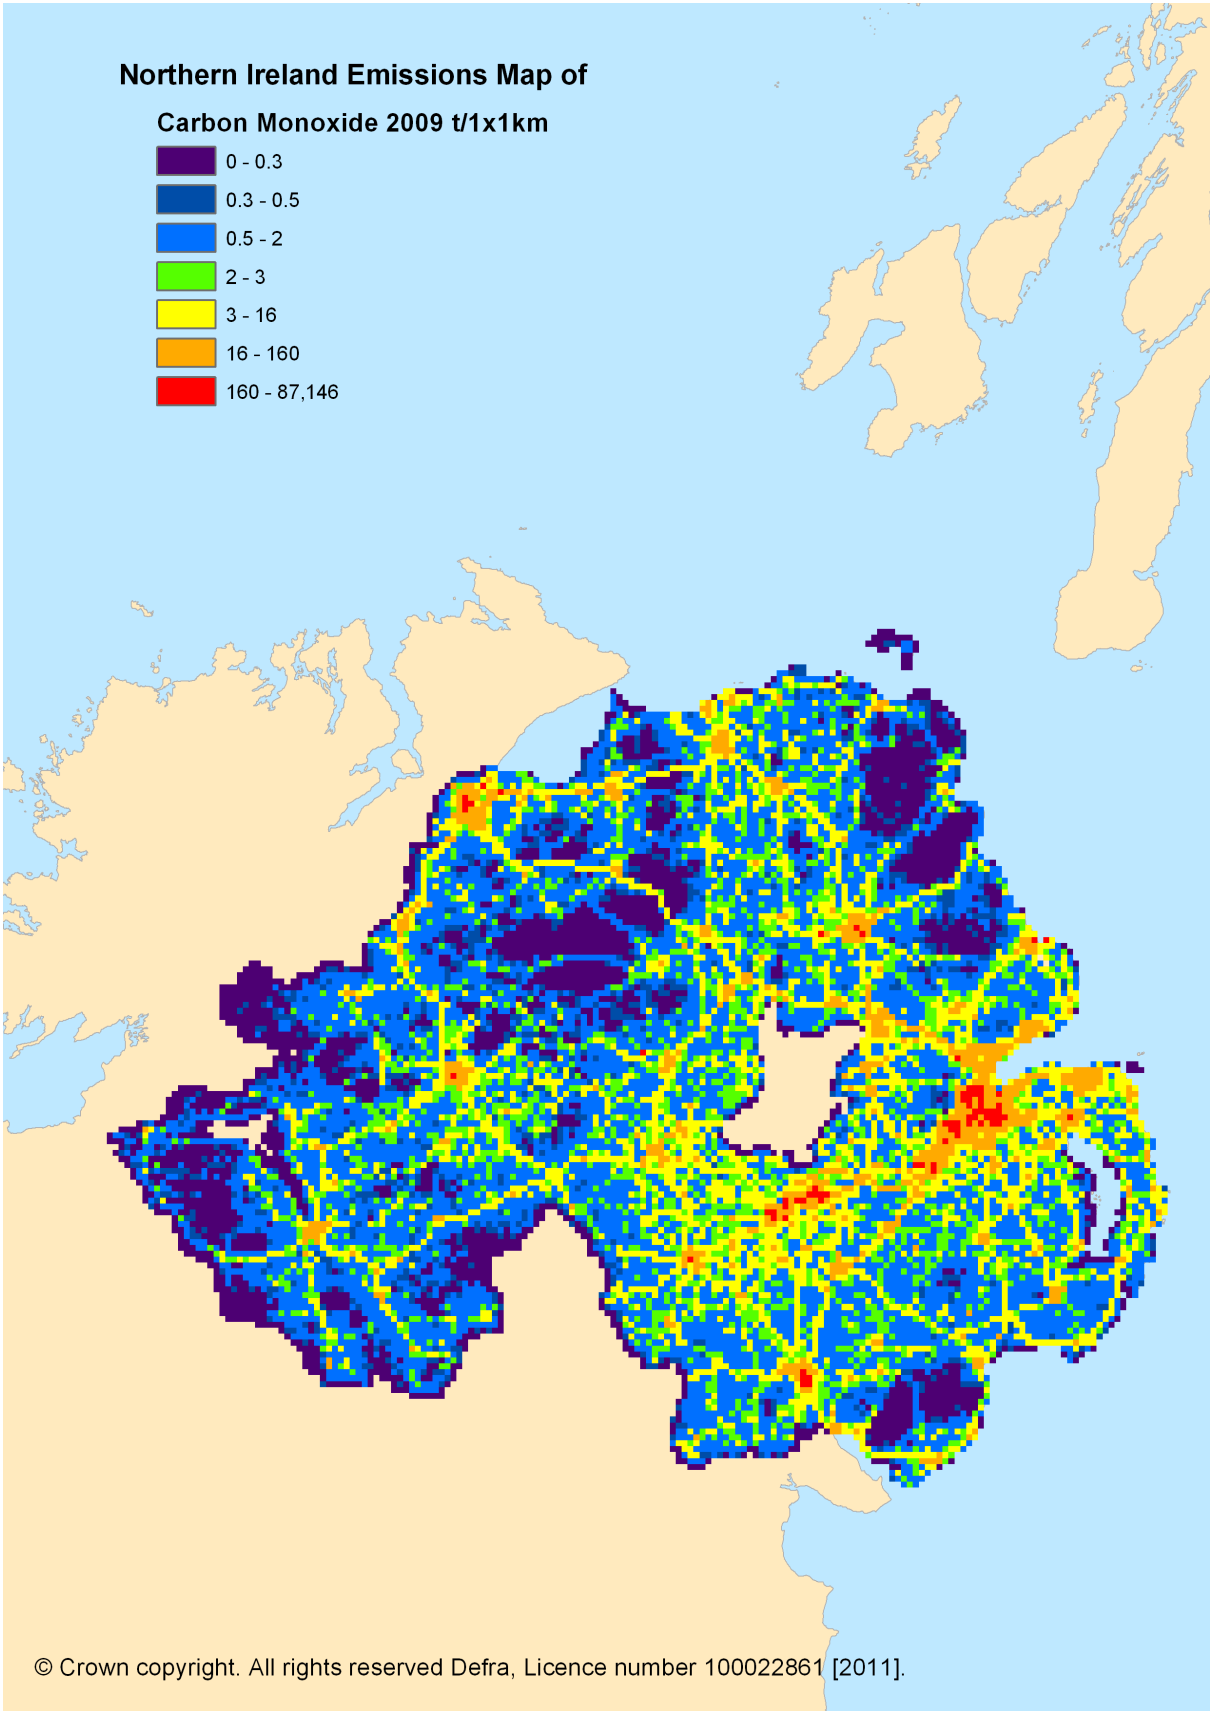 Northern Ireland Emissions Map of
Carbon Monoxide 2009 t/1x1km
0 - 0.3
0.3 - 0.5
0.5 - 2
2 - 3
3 - 16
16 - 160
160 - 87,146
© Crown copyright. All rights reserved Defra, Licence number 100022861 [2011].